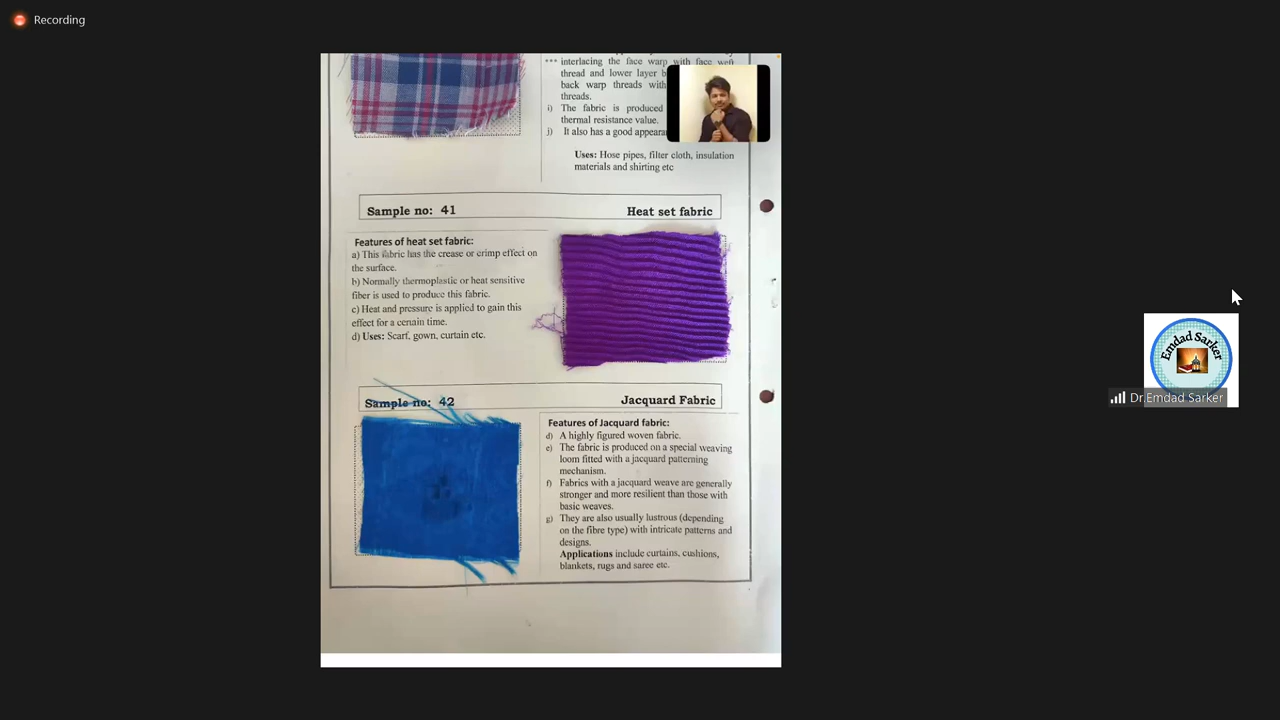 Recording
interlacing the face warp with face weft
thread and lower layer
back warp threads with
threads.
i) The fabric is produced
thermal resistance value.
j) It also has a good
Uses: Hose pipes, filter cloth, insulation
materials and shirting etc
Sample no: 41 Heat set fabric
Features of heat set fabric:
a) This fabric has the crease or crimp effect on
the surface.
b) Normally thermoplastic or heat sensitive
fiber is used to produce this fabric.
c) Heat and pressure is applied to gain this
effect for a certain time.
d) Uses: Scarf, gown, curtain etc.
Sample no: 42 Jacquard Fabric
Features of Jacquard fabric:
d) A highly figured woven fabric.
e) The fabric is produced on a special weaving
loom fitted with a jacquard patterning
mechanism.
f) Fabrics with a jacquard weave are generally
stronger and more resilient than those with
basic weaves.
g) They are also usually lustrous (depending
on the fibre type) with intricate patterns and
designs.
Applications include curtains, cushions,
blankets, rugs and saree etc.
Emdad Sarker
Dr.Emdad Sarker